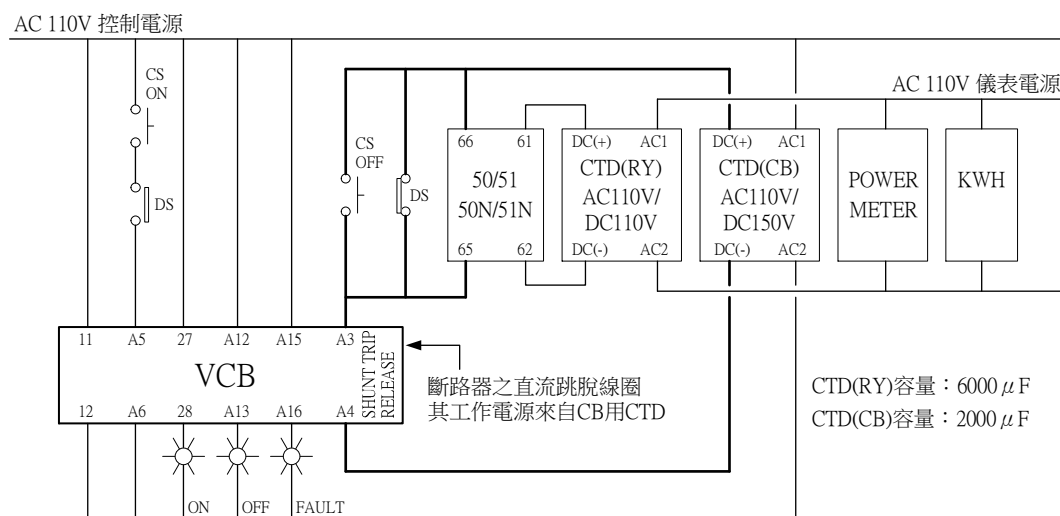 AC 110V 控制電源
AC 110V 儀表電源
CS
ON
DS
CS
OFF
DS
66 61
50/51
50N/51N
65 62
DC(+) AC1
CTD(RY)
AC110V/
DC110V
DC(-) AC2
DC(+) AC1
CTD(CB)
AC110V/
DC150V
DC(-) AC2
POWER
METER
KWH
11 A5 27 A12 A15 A3
VCB
SHUNT TRIP
RELEASE
12 A6 28 A13 A16 A4
ON OFF FAULT
斷路器之直流跳脫線圈
其工作電源來自CB用CTD
CTD(RY)容量：6000μF
CTD(CB)容量：2000μF